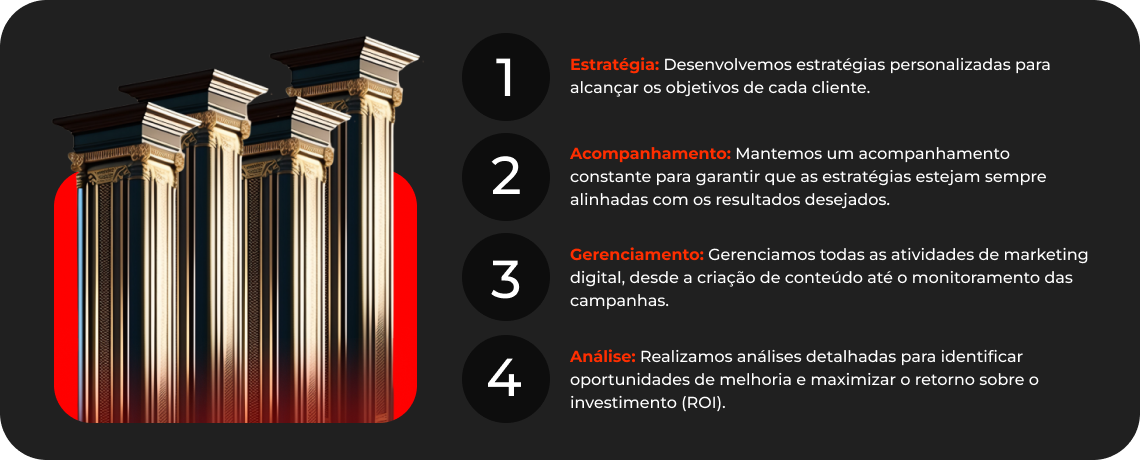 1
Estratégia: Desenvolvemos estratégias personalizadas para
alcançar os objetivos de cada cliente.
2
Acompanhamento: Mantemos um acompanhamento
constante para garantir que as estratégias estejam sempre
alinhadas com os resultados desejados.
3
Gerenciamento: Gerenciamos todas as atividades de marketing
digital, desde a criação de conteúdo até o monitoramento das
campanhas.
4
Análise: Realizamos análises detalhadas para identificar
oportunidades de melhoria e maximizar o retorno sobre o
investimento (ROI).